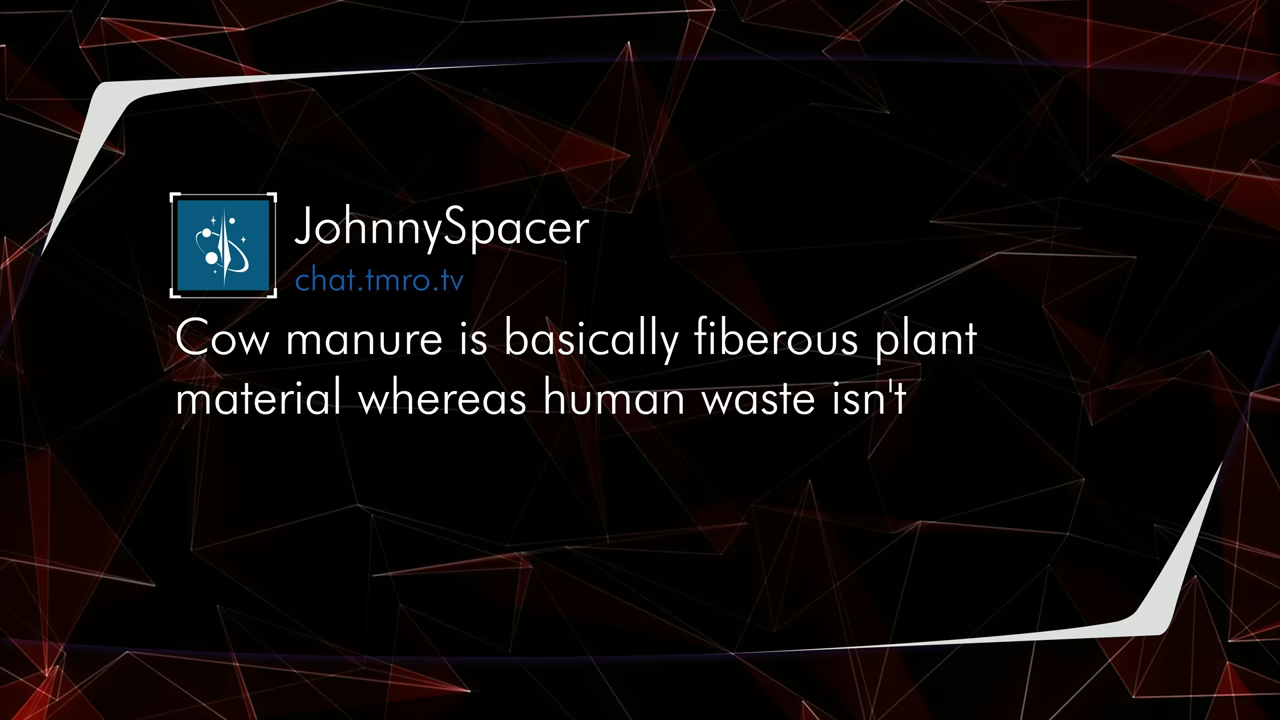 JohnnySpacer
chat.tmro.tv
Cow manure is basically fiberous plant
material whereas human waste isn't